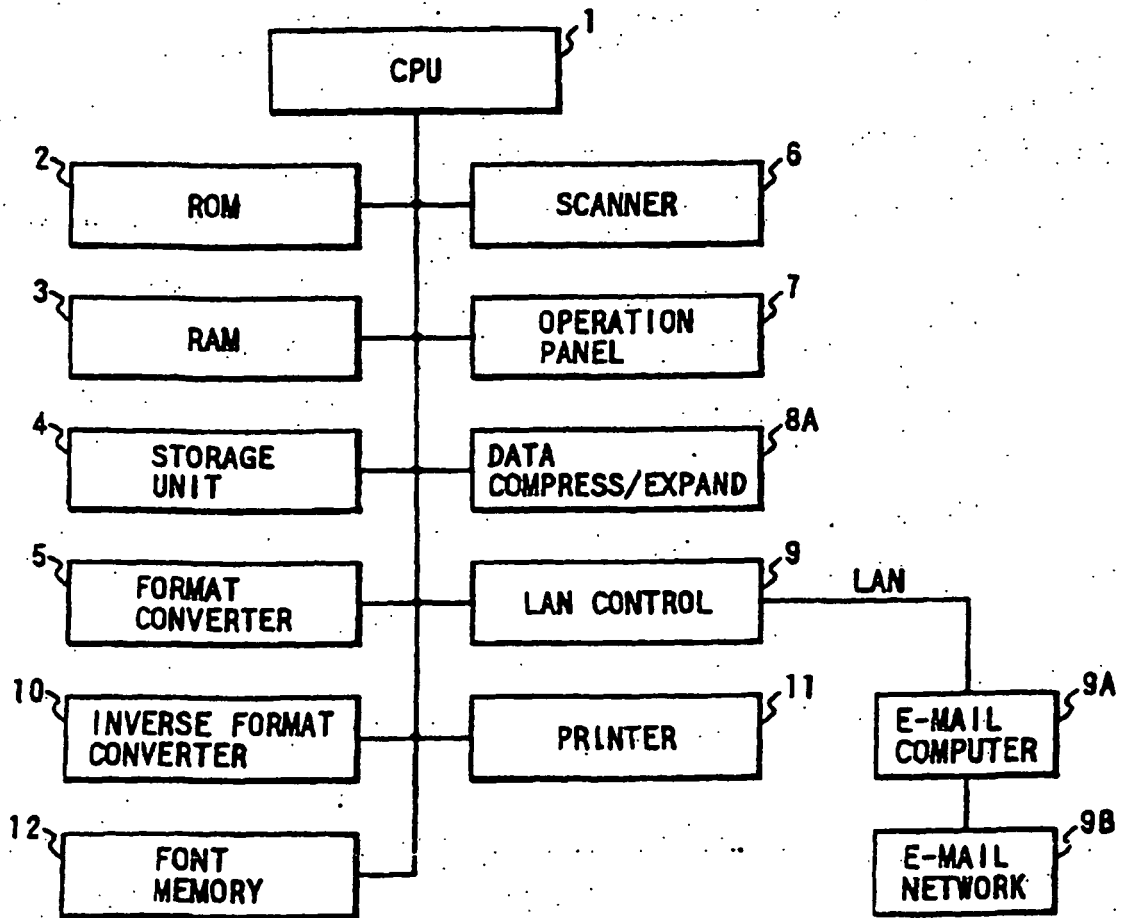 1
CPU
2
ROM
6
SCANNER
3
RAM
7
OPERATION
PANEL
4
STORAGE
UNIT
8A
DATA
COMPRESS/EXPAND
5
FORMAT
CONVERTER
9
LAN CONTROL
LAN
10
INVERSE FORMAT
CONVERTER
11
PRINTER
9A
E-MAIL
COMPUTER
12
FONT
MEMORY
9B
E-MAIL
NETWORK